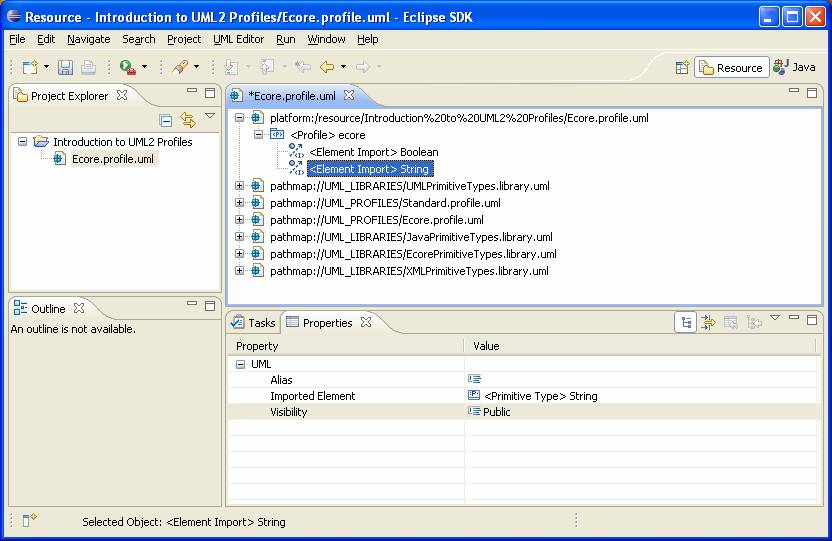 Resource - Introduction to UML2 Profiles/Ecore.profile.uml - Eclipse SDK
File Edit Navigate Search Project UML Editor Run Window Help
Resource Java
Project Explorer
Introduction to UML2 Profiles
Ecore.profile.uml
*Ecore.profile.uml
platform:/resource/Introduction%20to%20UML2%20Profiles/Ecore.profile.uml
<Profile> ecore
<Element Import> Boolean
<Element Import> String
pathmap://UML_LIBRARIES/UMLPrimitiveTypes.library.uml
pathmap://UML_PROFILES/Standard.profile.uml
pathmap://UML_PROFILES/Ecore.profile.uml
pathmap://UML_LIBRARIES/JavaPrimitiveTypes.library.uml
pathmap://UML_LIBRARIES/EcorePrimitiveTypes.library.uml
pathmap://UML_LIBRARIES/XMLPrimitiveTypes.library.uml
Outline
An outline is not available.
Tasks Properties
Property Value
UML
Alias
Imported Element <Primitive Type> String
Visibility Public
Selected Object: <Element Import> String